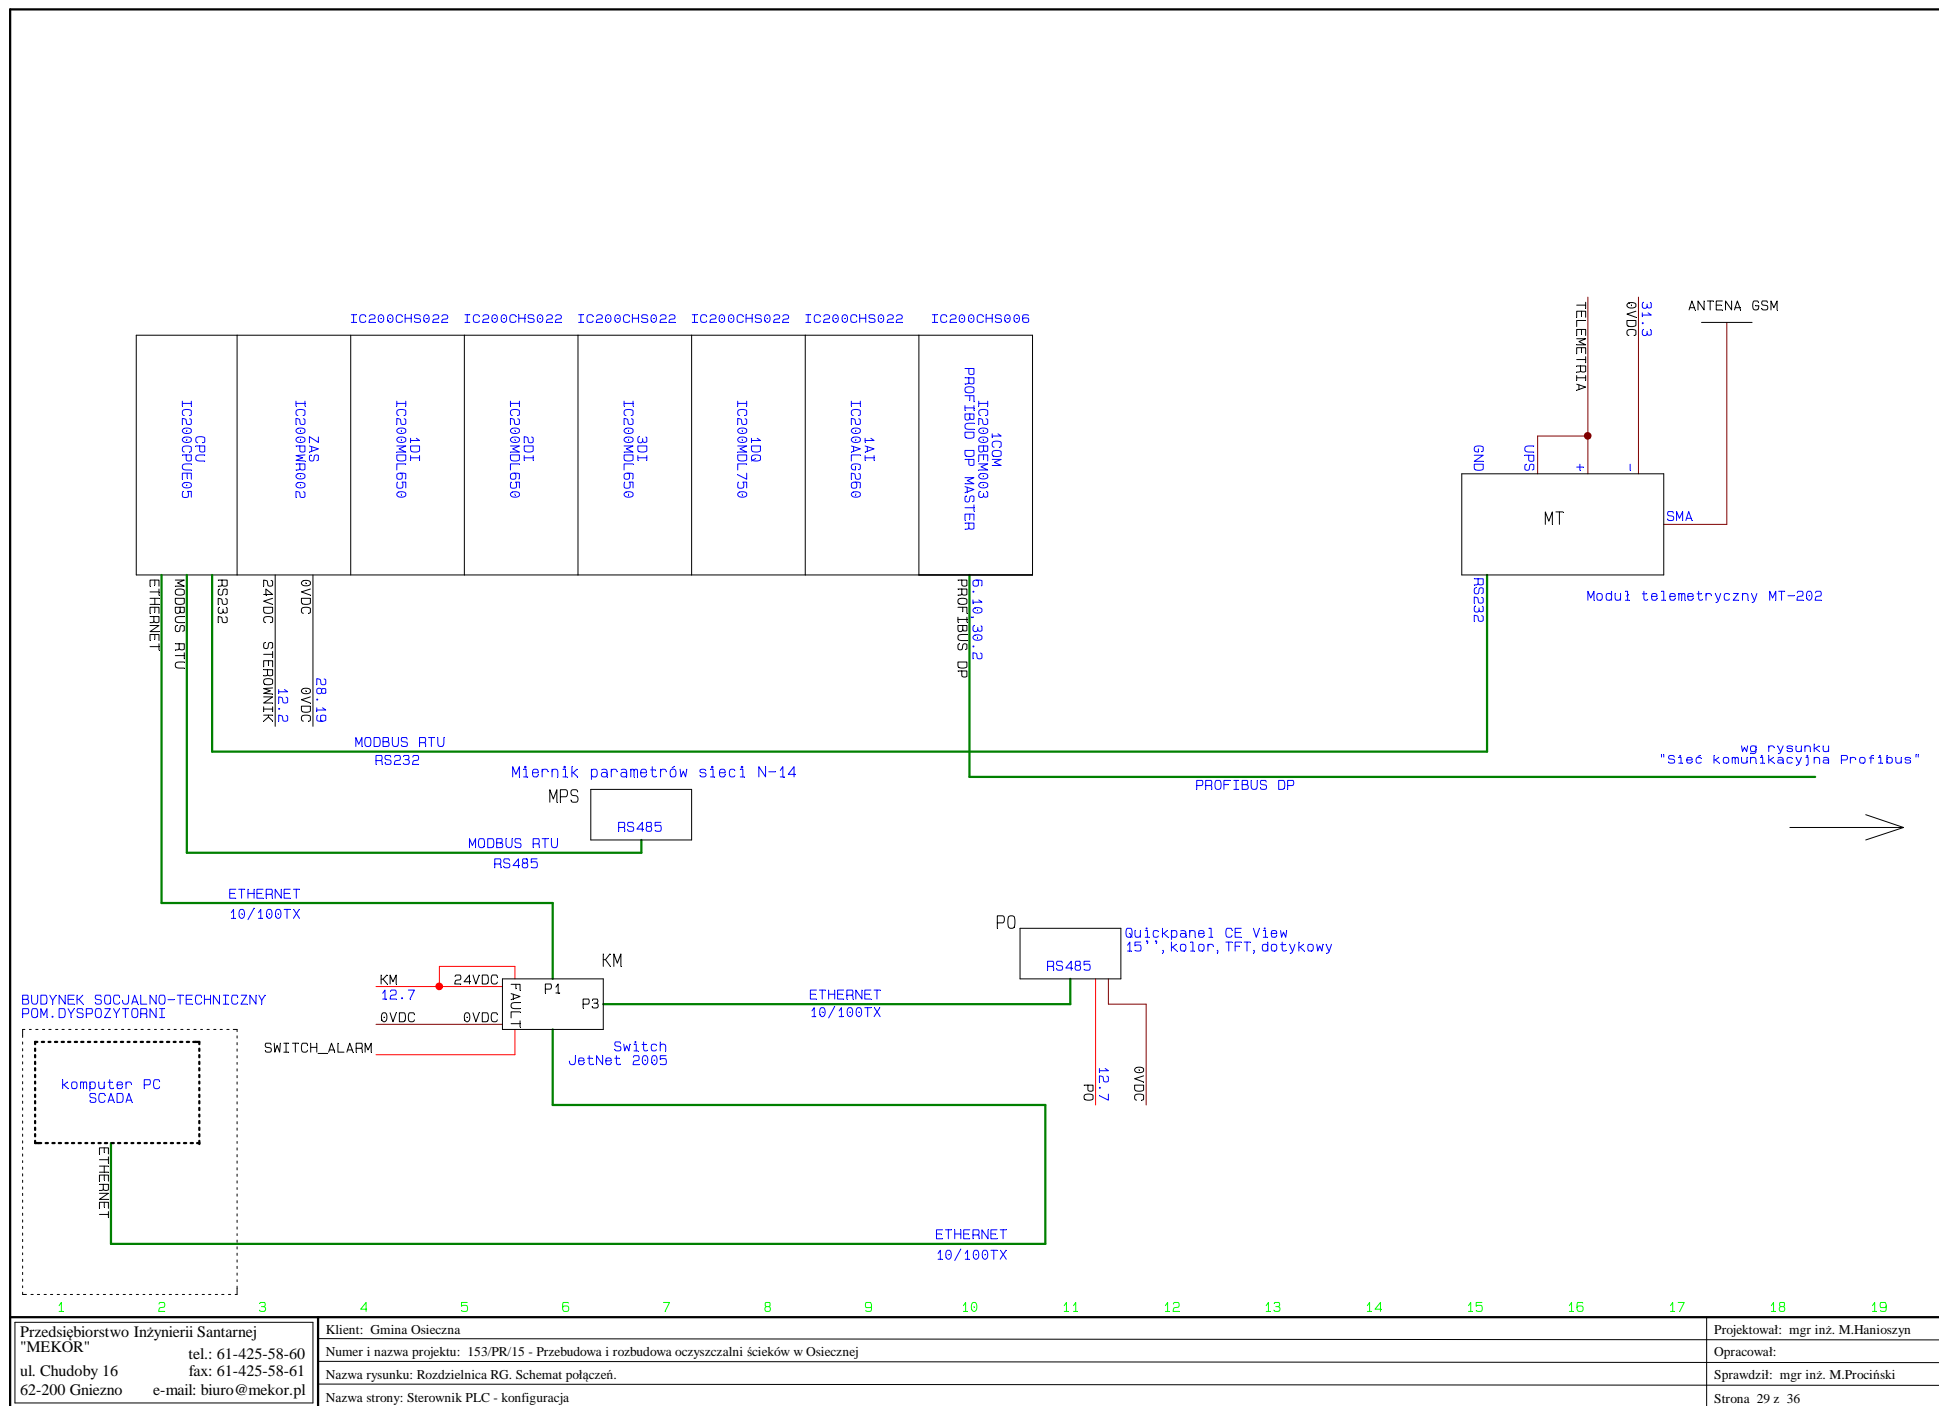 IC200CHS022 IC200CHS022 IC200CHS022 IC200CHS022 IC200CHS022 IC200CHS006
CPU
IC200CPUE05
ZAS
IC200PWR002
1DI
IC200MDL650
2DI
IC200MDL650
3DI
IC200MDL650
1DQ
IC200MDL750
1AI
IC200ALG260
1COM
IC200BEM003
PROFIBUD DP MASTER
TELEMETRIA
31.3
0VDC
ANTENA GSM
GND
UPS
+
-
MT
SMA
RS232
Moduł telemetryczny MT-202
ETHERNET
MODBUS RTU
RS232
24VDC STEROWNIK
12.2
0VDC 0VDC
28.19
6.10,30.2
PROFIBUS DP
MODBUS RTU
RS232
Miernik parametrów sieci N-14
MPS
RS485
MODBUS RTU
RS485
wg rysunku
"Sieć komunikacyjna Profibus"
PROFIBUS DP
ETHERNET
10/100TX
PO
Quickpanel CE View
15'',kolor,TFT,dotykowy
RS485
KM
KM
12.7
24VDC
0VDC
0VDC
FAULT
P1
P3
SWITCH_ALARM
Switch
JetNet 2005
ETHERNET
10/100TX
12.7
PO
0VDC
BUDYNEK SOCJALNO-TECHNICZNY
POM.DYSPOZYTORNI
komputer PC
SCADA
ETHERNET
ETHERNET
10/100TX
1 2 3 4 5 6 7 8 9 10 11 12 13 14 15 16 17 18 19
Przedsiębiorstwo Inżynierii Santarnej
"MEKOR"
tel.: 61-425-58-60
ul. Chudoby 16 fax: 61-425-58-61
62-200 Gniezno e-mail: biuro@mekor.pl
Klient: Gmina Osieczna
Numer i nazwa projektu: 153/PR/15 - Przebudowa i rozbudowa oczyszczalni ścieków w Osiecznej
Nazwa rysunku: Rozdzielnica RG. Schemat połączeń.
Nazwa strony: Sterownik PLC - konfiguracja
Projektował: mgr inż. M.Hanioszyn
Opracował:
Sprawdził: mgr inż. M.Prociński
Strona 29 z 36